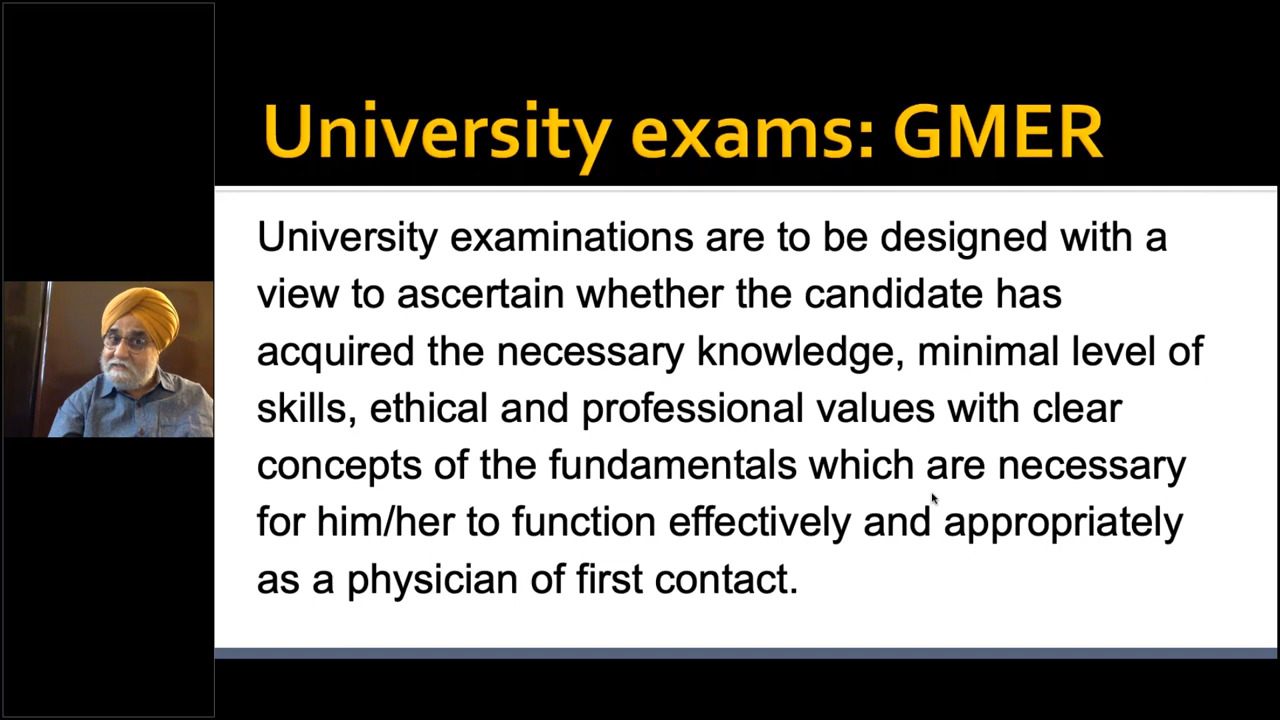 University exams: GMER
University examinations are to be designed with a
view to ascertain whether the candidate has
acquired the necessary knowledge, minimal level of
skills, ethical and professional values with clear
concepts of the fundamentals which are necessary
for him/her to function effectively and appropriately
as a physician of first contact.